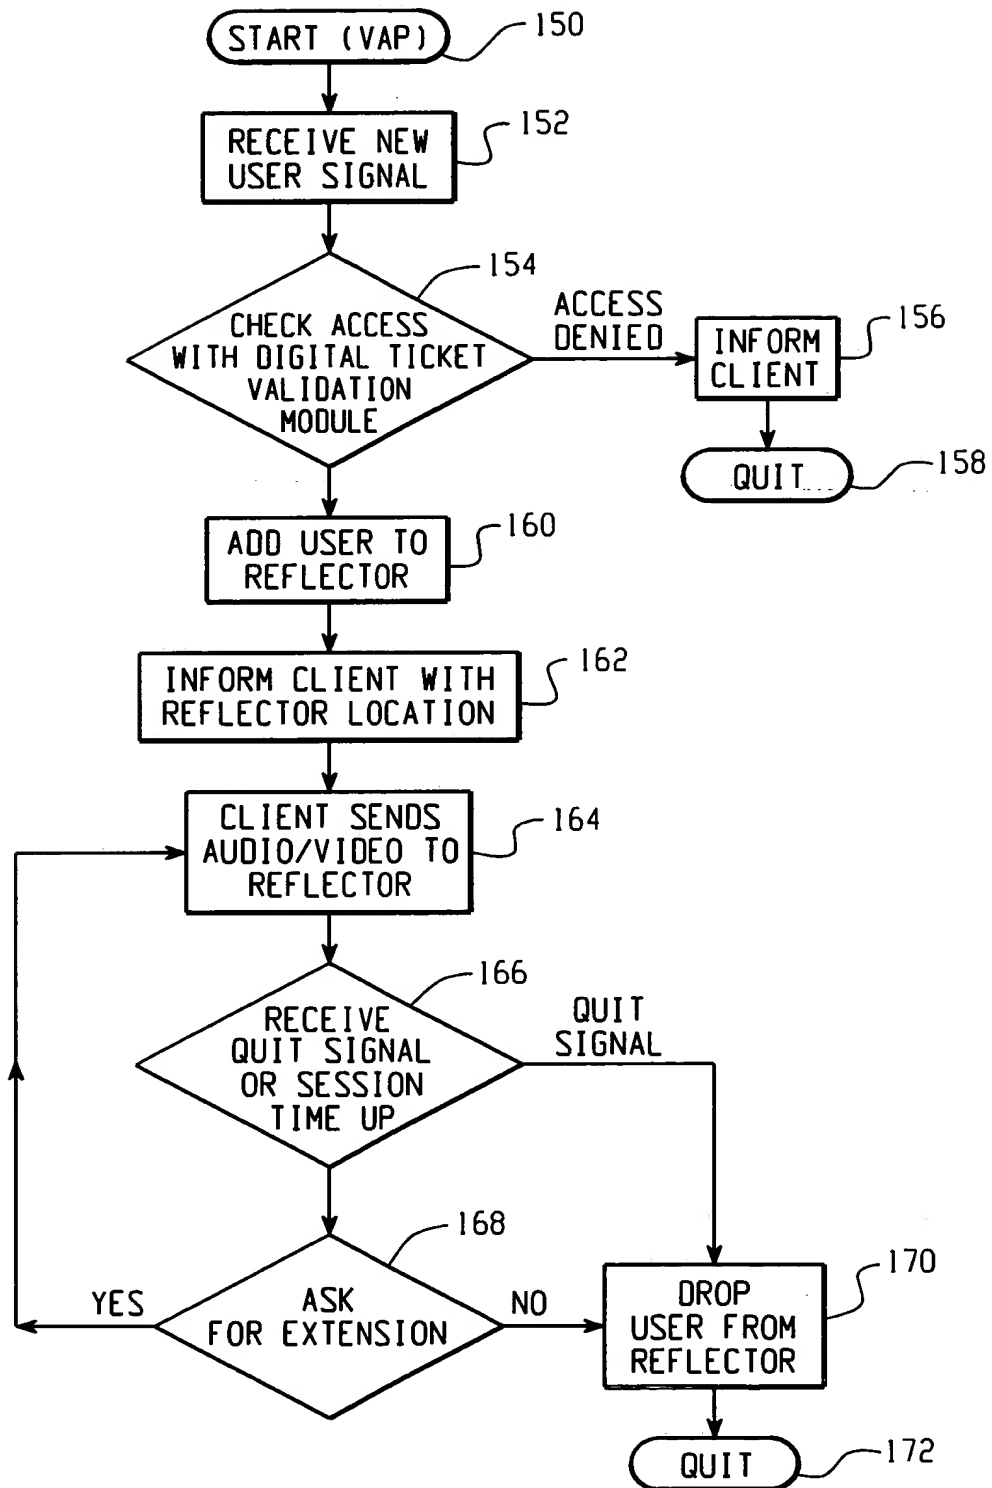 START (VAP)
150
RECEIVE NEW
USER SIGNAL
152
CHECK ACCESS
WITH DIGITAL TICKET
VALIDATION
MODULE
154
ACCESS
DENIED
INFORM
CLIENT
156
QUIT
158
ADD USER TO
REFLECTOR
160
INFORM CLIENT WITH
REFLECTOR LOCATION
162
CLIENT SENDS
AUDIO/VIDEO TO
REFLECTOR
164
RECEIVE
QUIT SIGNAL
OR SESSION
TIME UP
166
QUIT
SIGNAL
ASK
FOR EXTENSION
168
YES
NO
DROP
USER FROM
REFLECTOR
170
QUIT
172